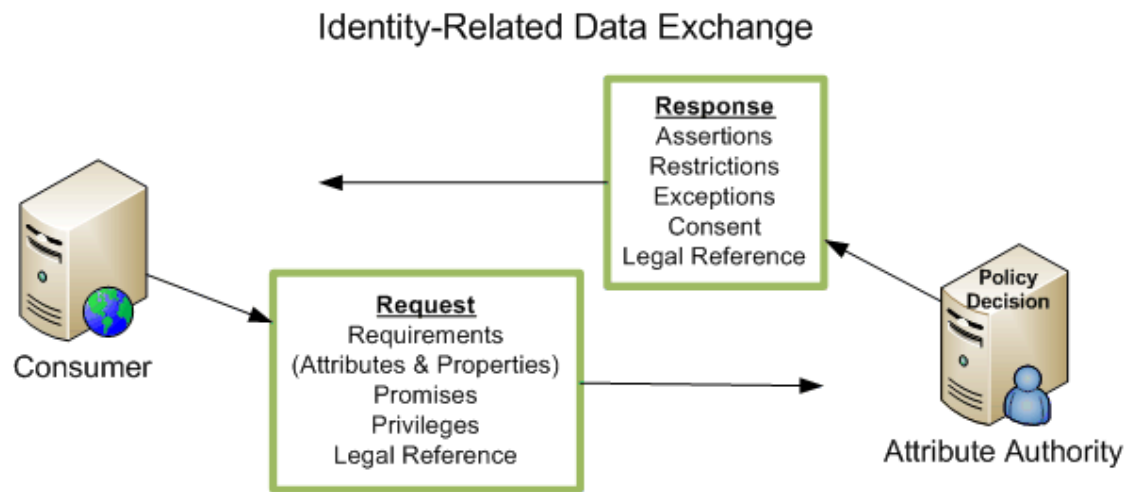 Identity-Related Data Exchange
Response
Assertions
Restrictions
Exceptions
Consent
Legal Reference
Policy
Decision
Request
Requirements
(Attributes & Properties)
Promises
Privileges
Legal Reference
Consumer
Attribute Authority